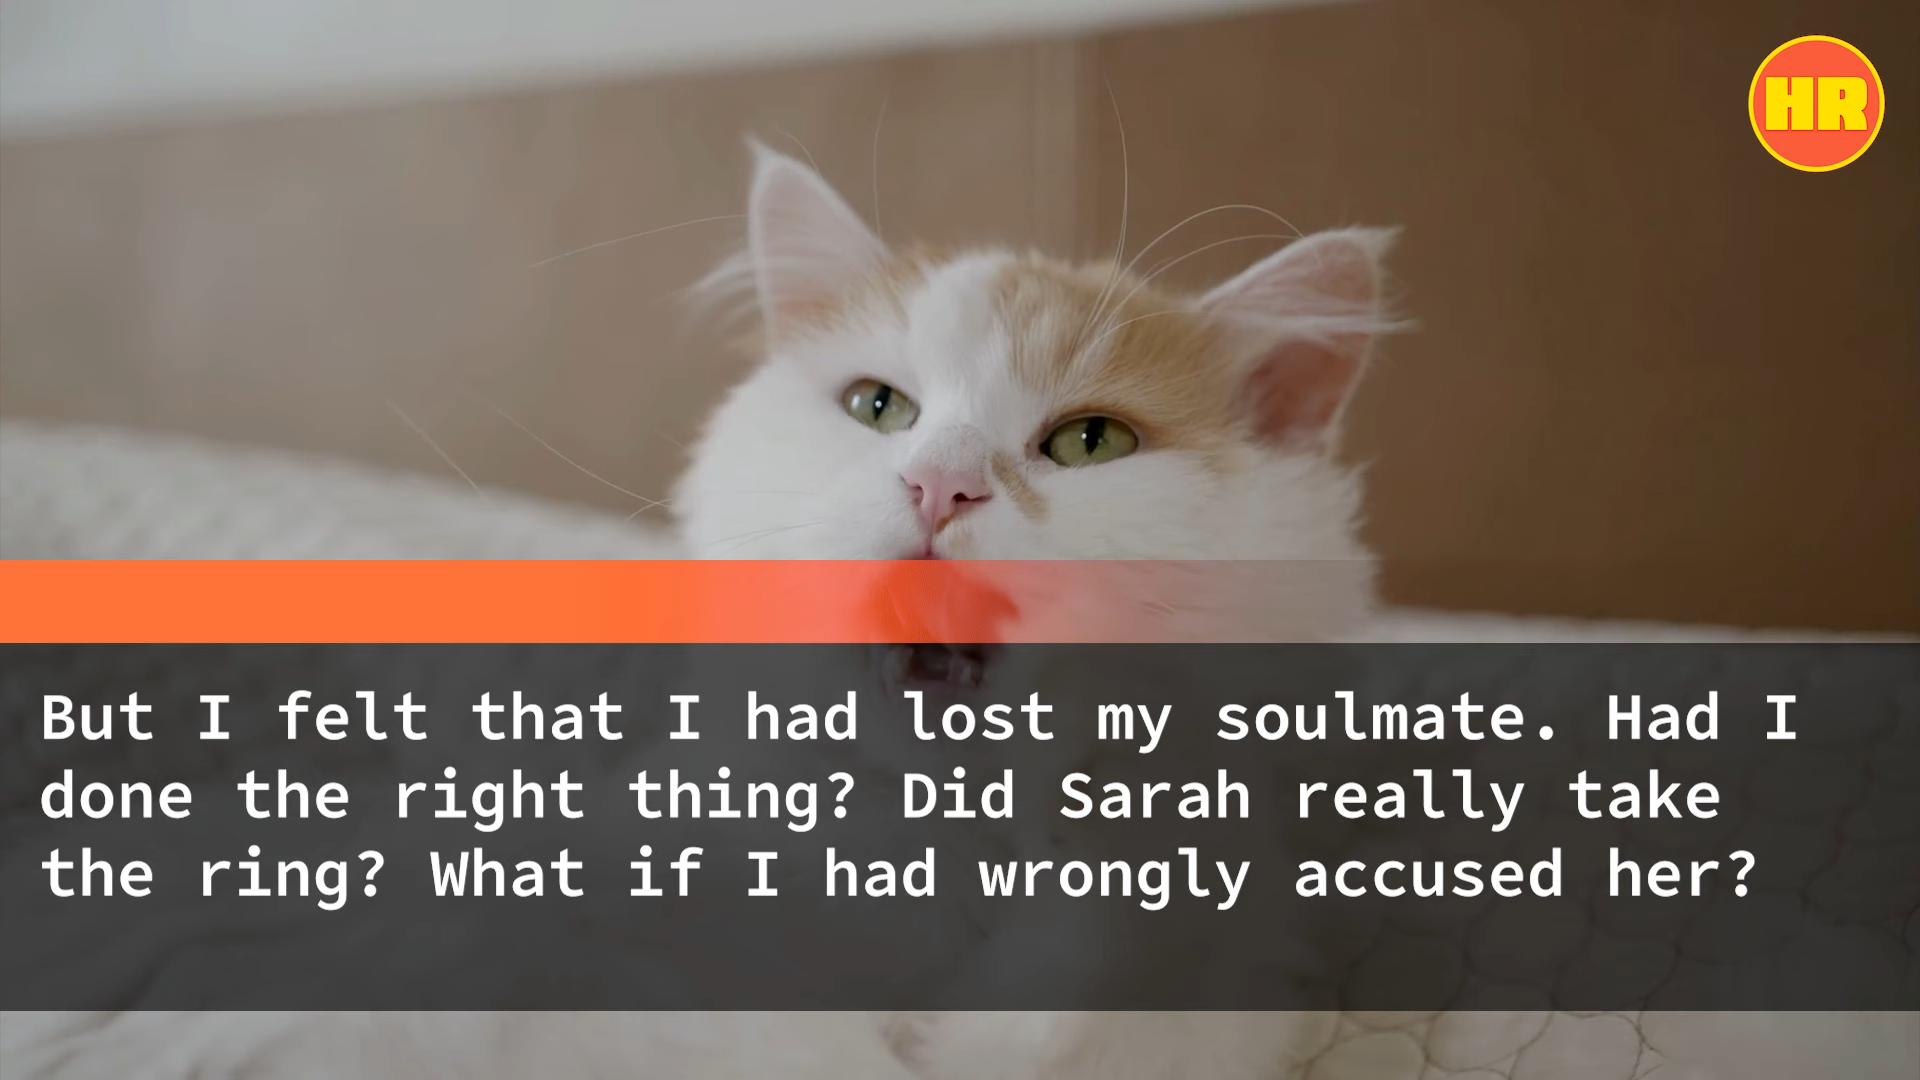 HR
But I felt that I had lost my soulmate. Had I
done the right thing? Did Sarah really take
the ring? What if I had wrongly accused her?